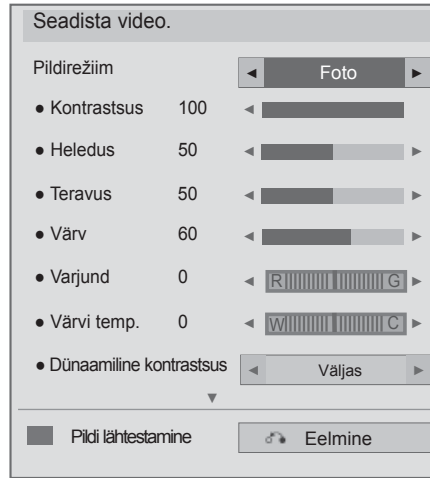 Seadista video.
Pildirežiim ◄ Foto ►
● Kontrastsus 100 ◄
● Heledus 50 ◄ ►
● Teravus 50 ◄ ►
● Värv 60 ◄ ►
● Varjund 0 ◄ R G ►
● Värvi temp. 0 ◄ W C ►
● Dünaamiline kontrastsus ◄ Väljas ►
▼
Pildi lähtestamine Eelmine